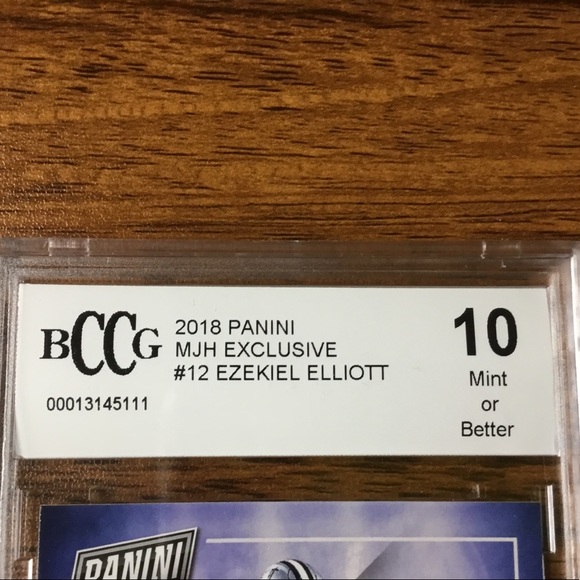 BCCG
00013145111
2018 PANINI
MJH EXCLUSIVE
#12 EZEKIEL ELLIOTT
10
Mint
or
Better
PANINI